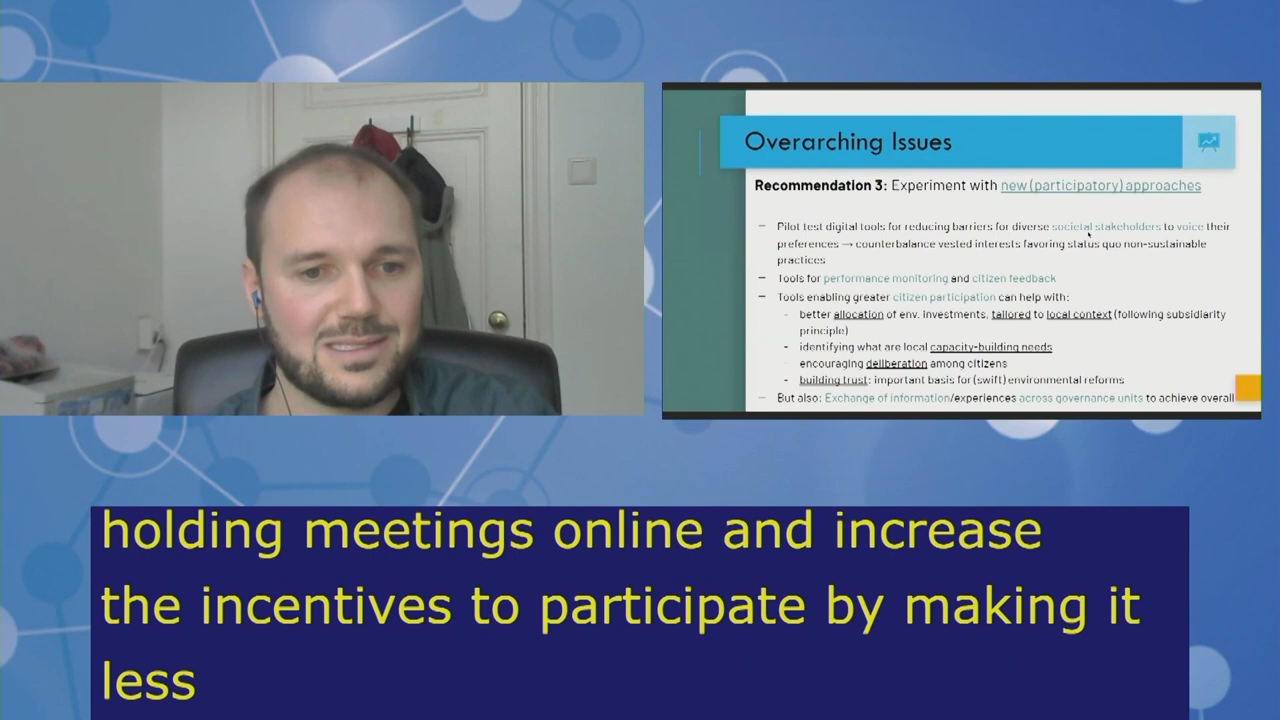 Overarching Issues
Recommendation 3: Experiment with new (participatory) approaches
– Pilot test digital tools for reducing barriers for diverse societal stakeholders to voice their
preferences → counterbalance vested interests favoring status quo non-sustainable
practices
– Tools for performance monitoring and citizen feedback
– Tools enabling greater citizen participation can help with:
- better allocation of env. investments, tailored to local context (following subsidiarity
principle)
- identifying what are local capacity-building needs
- encouraging deliberation among citizens
- building trust: important basis for (swift) environmental reforms
– But also: Exchange of information/experiences across governance units to achieve overall
holding meetings online and increase
the incentives to participate by making it
less